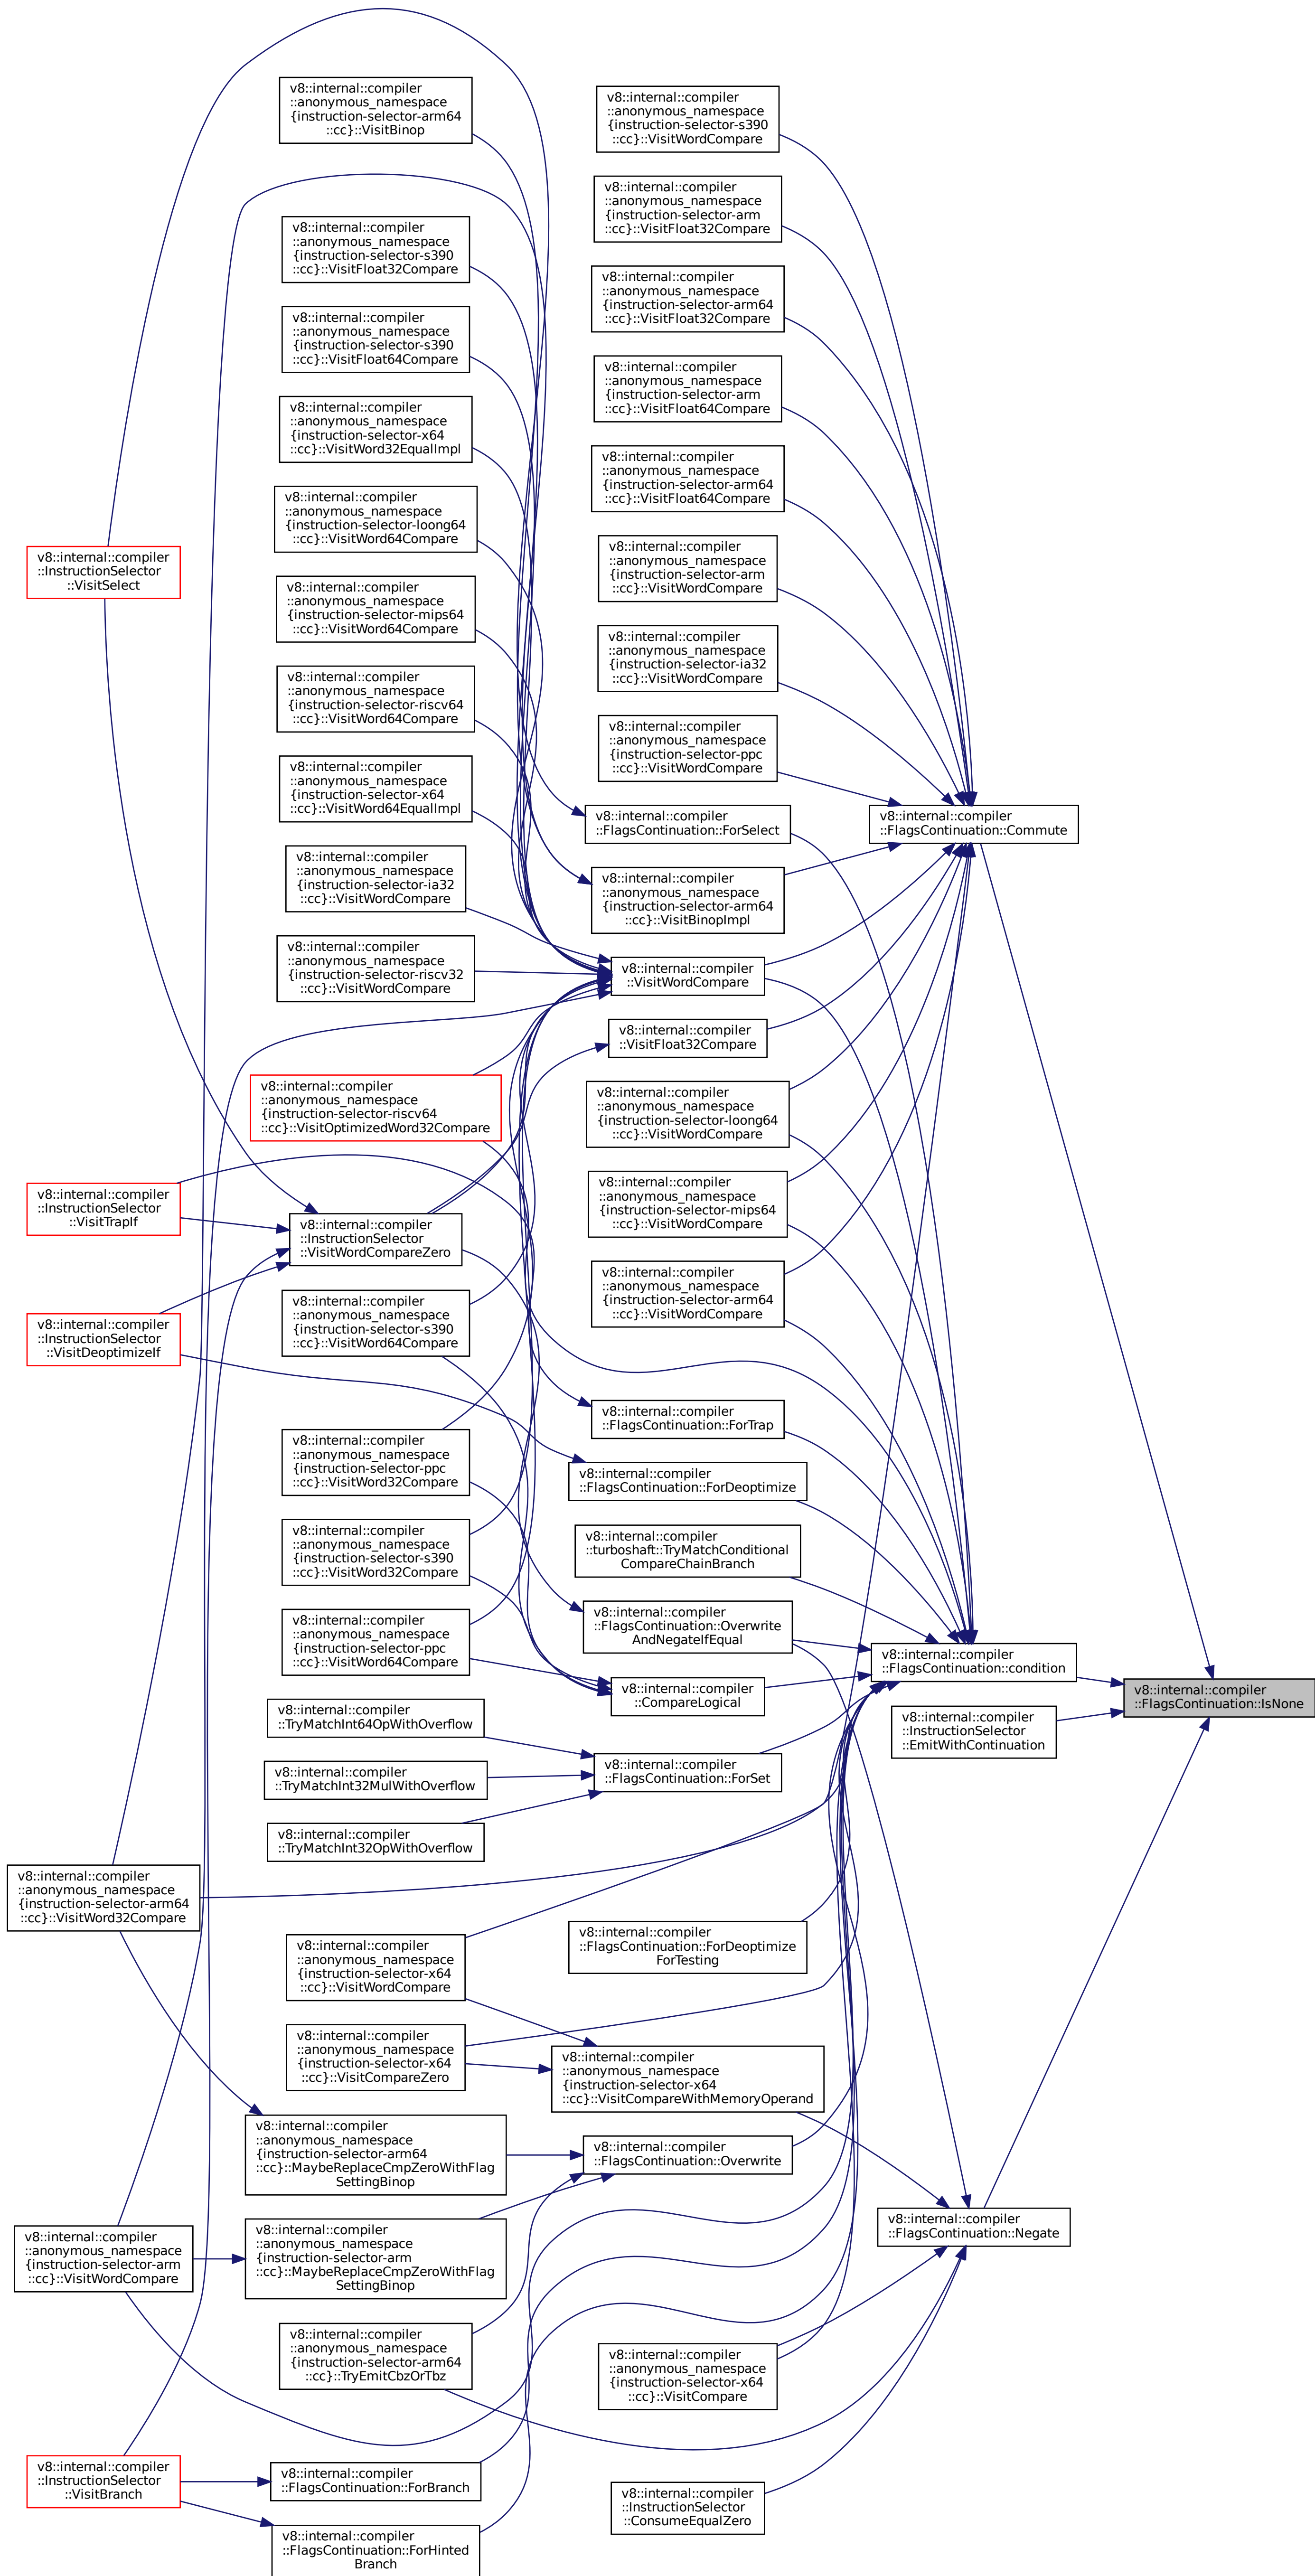 v8::internal::compiler
::anonymous_namespace
{instruction-selector-arm64
::cc}::VisitBinop
v8::internal::compiler
::anonymous_namespace
{instruction-selector-s390
::cc}::VisitFloat32Compare
v8::internal::compiler
::anonymous_namespace
{instruction-selector-s390
::cc}::VisitFloat64Compare
v8::internal::compiler
::anonymous_namespace
{instruction-selector-x64
::cc}::VisitWord32EqualImpl
v8::internal::compiler
::anonymous_namespace
{instruction-selector-loong64
::cc}::VisitWord64Compare
v8::internal::compiler
::InstructionSelector
::VisitSelect
v8::internal::compiler
::anonymous_namespace
{instruction-selector-mips64
::cc}::VisitWord64Compare
v8::internal::compiler
::anonymous_namespace
{instruction-selector-riscv64
::cc}::VisitWord64Compare
v8::internal::compiler
::anonymous_namespace
{instruction-selector-x64
::cc}::VisitWord64EqualImpl
v8::internal::compiler
::anonymous_namespace
{instruction-selector-ia32
::cc}::VisitWordCompare
v8::internal::compiler
::anonymous_namespace
{instruction-selector-riscv32
::cc}::VisitWordCompare
v8::internal::compiler
::anonymous_namespace
{instruction-selector-riscv64
::cc}::VisitOptimizedWord32Compare
v8::internal::compiler
::InstructionSelector
::VisitTrapIf
v8::internal::compiler
::InstructionSelector
::VisitWordCompareZero
v8::internal::compiler
::anonymous_namespace
{instruction-selector-s390
::cc}::VisitWord64Compare
v8::internal::compiler
::InstructionSelector
::VisitDeoptimizeIf
v8::internal::compiler
::anonymous_namespace
{instruction-selector-ppc
::cc}::VisitWord32Compare
v8::internal::compiler
::anonymous_namespace
{instruction-selector-s390
::cc}::VisitWord32Compare
v8::internal::compiler
::anonymous_namespace
{instruction-selector-ppc
::cc}::VisitWord64Compare
v8::internal::compiler
::TryMatchInt64OpWithOverflow
v8::internal::compiler
::TryMatchInt32MulWithOverflow
v8::internal::compiler
::TryMatchInt32OpWithOverflow
v8::internal::compiler
::anonymous_namespace
{instruction-selector-arm64
::cc}::VisitWord32Compare
v8::internal::compiler
::anonymous_namespace
{instruction-selector-x64
::cc}::VisitWordCompare
v8::internal::compiler
::anonymous_namespace
{instruction-selector-x64
::cc}::VisitCompareZero
v8::internal::compiler
::anonymous_namespace
{instruction-selector-arm64
::cc}::MaybeReplaceCmpZeroWithFlag
SettingBinop
v8::internal::compiler
::anonymous_namespace
{instruction-selector-arm
::cc}::VisitWordCompare
v8::internal::compiler
::anonymous_namespace
{instruction-selector-arm
::cc}::MaybeReplaceCmpZeroWithFlag
SettingBinop
v8::internal::compiler
::anonymous_namespace
{instruction-selector-arm64
::cc}::TryEmitCbzOrTbz
v8::internal::compiler
::InstructionSelector
::VisitBranch
v8::internal::compiler
::FlagsContinuation::ForBranch
v8::internal::compiler
::FlagsContinuation::ForHinted
Branch
v8::internal::compiler
::anonymous_namespace
{instruction-selector-s390
::cc}::VisitWordCompare
v8::internal::compiler
::anonymous_namespace
{instruction-selector-arm
::cc}::VisitFloat32Compare
v8::internal::compiler
::anonymous_namespace
{instruction-selector-arm64
::cc}::VisitFloat32Compare
v8::internal::compiler
::anonymous_namespace
{instruction-selector-arm
::cc}::VisitFloat64Compare
v8::internal::compiler
::anonymous_namespace
{instruction-selector-arm64
::cc}::VisitFloat64Compare
v8::internal::compiler
::anonymous_namespace
{instruction-selector-arm
::cc}::VisitWordCompare
v8::internal::compiler
::anonymous_namespace
{instruction-selector-ia32
::cc}::VisitWordCompare
v8::internal::compiler
::anonymous_namespace
{instruction-selector-ppc
::cc}::VisitWordCompare
v8::internal::compiler
::FlagsContinuation::ForSelect
v8::internal::compiler
::anonymous_namespace
{instruction-selector-arm64
::cc}::VisitBinopImpl
v8::internal::compiler
::VisitWordCompare
v8::internal::compiler
::VisitFloat32Compare
v8::internal::compiler
::anonymous_namespace
{instruction-selector-loong64
::cc}::VisitWordCompare
v8::internal::compiler
::anonymous_namespace
{instruction-selector-mips64
::cc}::VisitWordCompare
v8::internal::compiler
::anonymous_namespace
{instruction-selector-arm64
::cc}::VisitWordCompare
v8::internal::compiler
::FlagsContinuation::ForTrap
v8::internal::compiler
::FlagsContinuation::ForDeoptimize
v8::internal::compiler
::turboshaft::TryMatchConditional
CompareChainBranch
v8::internal::compiler
::FlagsContinuation::Overwrite
AndNegateIfEqual
v8::internal::compiler
::CompareLogical
v8::internal::compiler
::FlagsContinuation::ForSet
v8::internal::compiler
::FlagsContinuation::ForDeoptimize
ForTesting
v8::internal::compiler
::anonymous_namespace
{instruction-selector-x64
::cc}::VisitCompareWithMemoryOperand
v8::internal::compiler
::FlagsContinuation::Overwrite
v8::internal::compiler
::anonymous_namespace
{instruction-selector-x64
::cc}::VisitCompare
v8::internal::compiler
::InstructionSelector
::ConsumeEqualZero
v8::internal::compiler
::FlagsContinuation::Commute
v8::internal::compiler
::FlagsContinuation::condition
v8::internal::compiler
::InstructionSelector
::EmitWithContinuation
v8::internal::compiler
::FlagsContinuation::Negate
v8::internal::compiler
::FlagsContinuation::IsNone